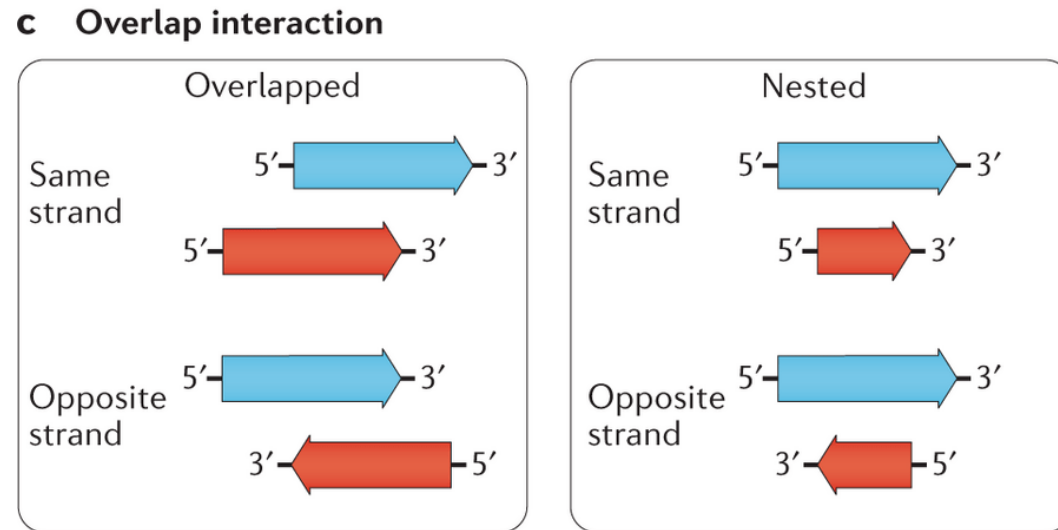 c Overlap interaction
Overlapped
Same
strand
5′ 3′
5′ 3′
Opposite
strand
5′ 3′
3′ 5′
Nested
Same
strand
5′ 3′
5′ 3′
Opposite
strand
5′ 3′
3′ 5′